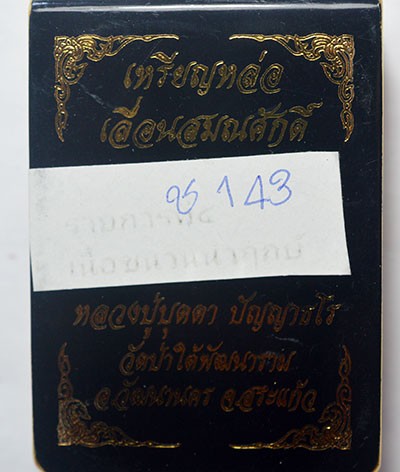 เหรียญหล่อ
เลื่อนสมณศักดิ์
ช 143
หลวงปู่บุดดา ปัญญาธโร
วัดป่าใต้พัฒนาราม
อ.วัฒนานคร จ.สระแก้ว